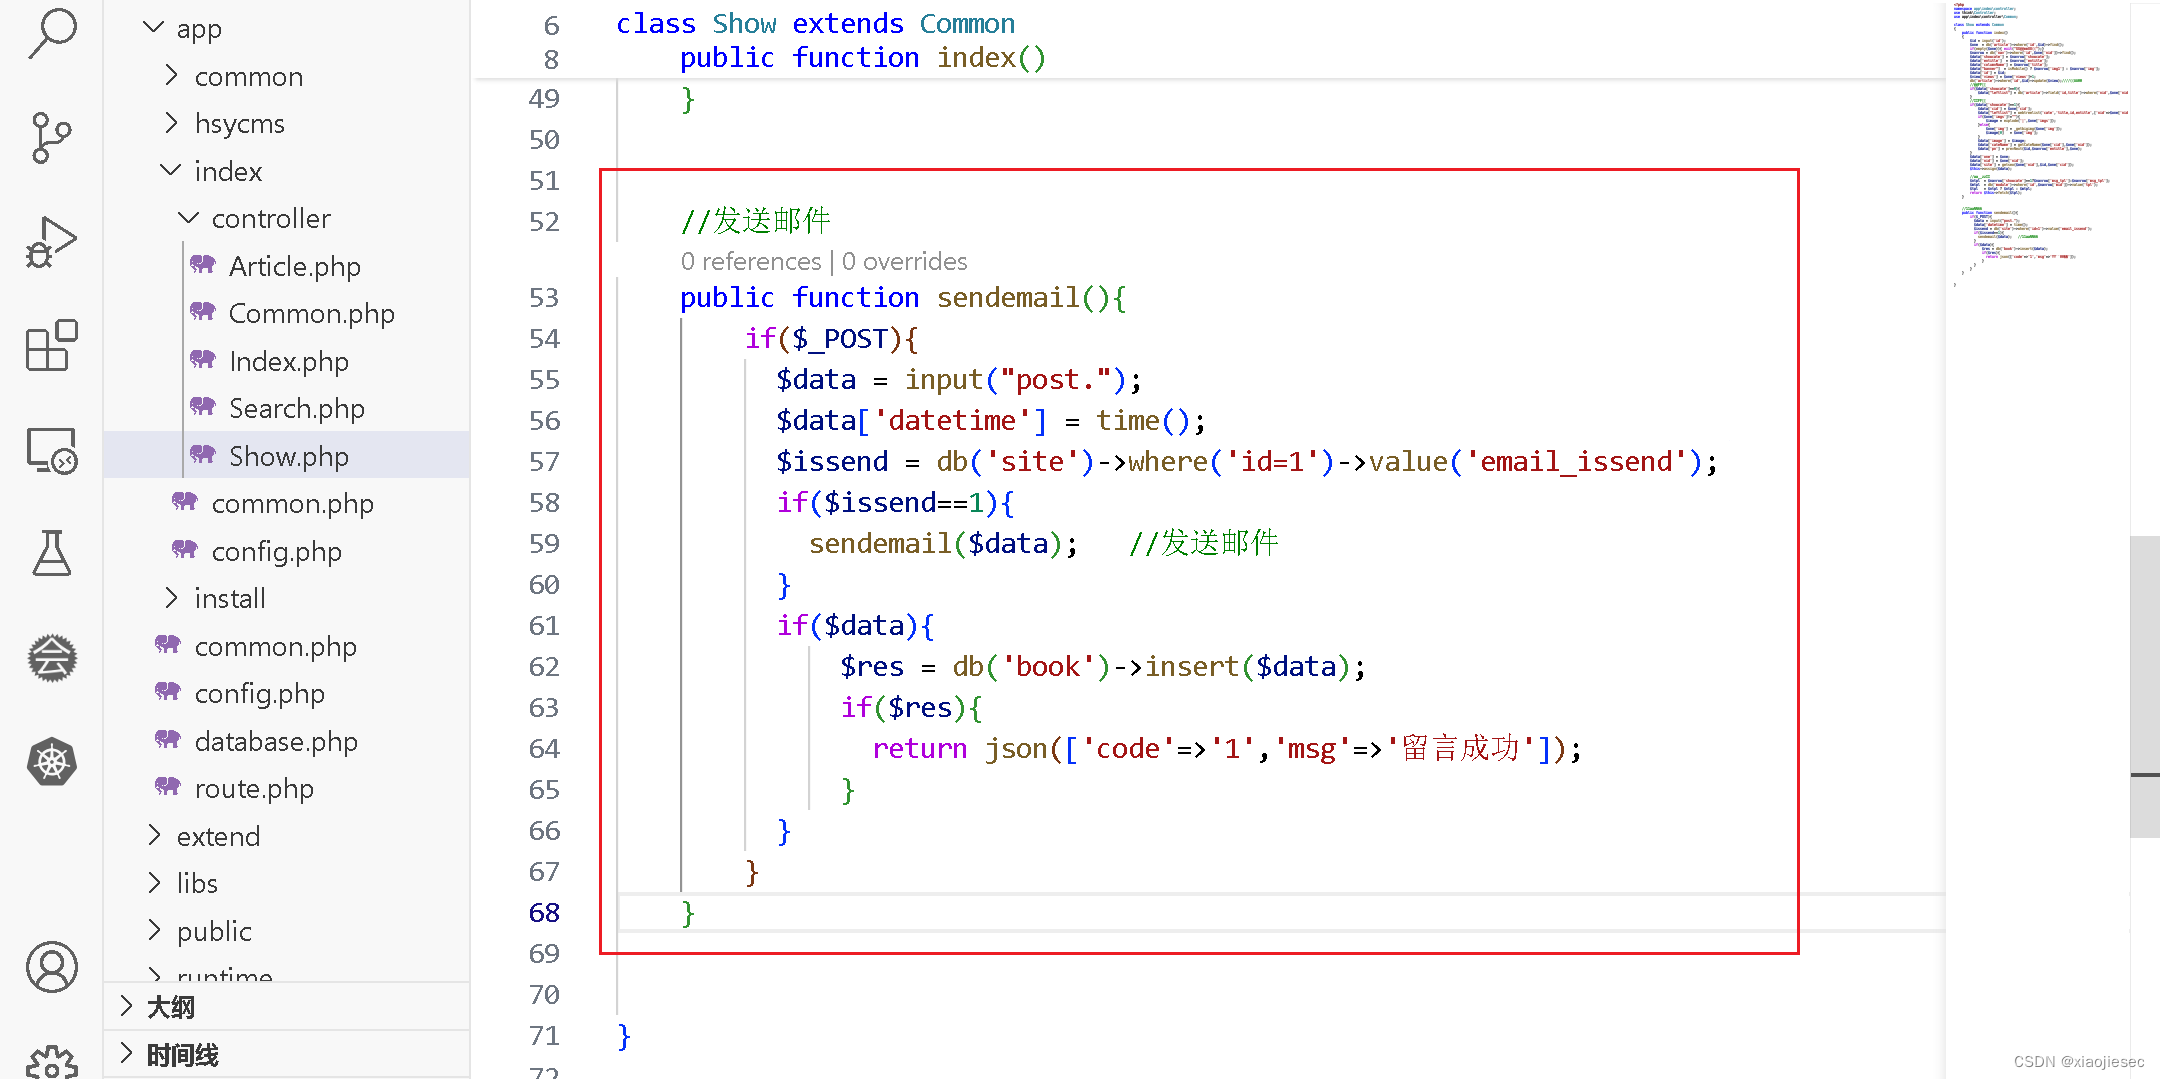 app
common
hsycms
index
controller
Article.php
Common.php
Index.php
Search.php
Show.php
common.php
config.php
install
common.php
config.php
database.php
route.php
extend
libs
public
runtime
大纲
时间线
6 class Show extends Common
8 public function index()
49 }
50
51
52 //发送邮件
0 references | 0 overrides
53 public function sendemail(){
54 if($_POST){
55 $data = input("post.");
56 $data['datetime'] = time();
57 $issend = db('site')->where('id=1')->value('email_issend');
58 if($issend==1){
59 sendemail($data); //发送邮件
60 }
61 if($data){
62 $res = db('book')->insert($data);
63 if($res){
64 return json(['code'=>'1','msg'=>'留言成功']);
65 }
66 }
67 }
68 }
69
70
71 }
72
CSDN @xiaojiesec